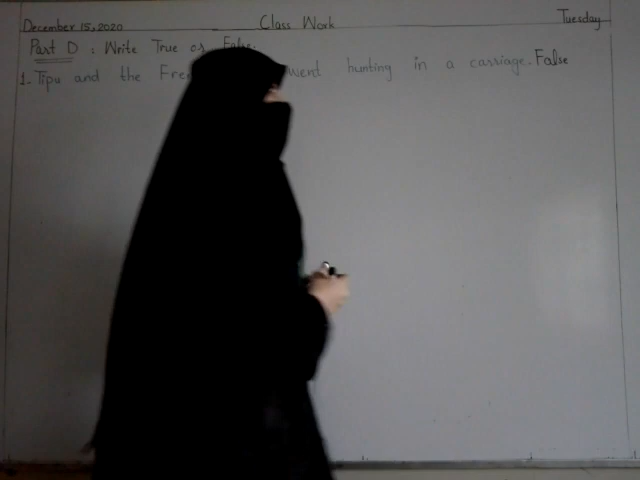 December 15, 2020 Class Work Tuesday
Part D : Write True or False.
1. Tipu and the went hunting in a carriage. False